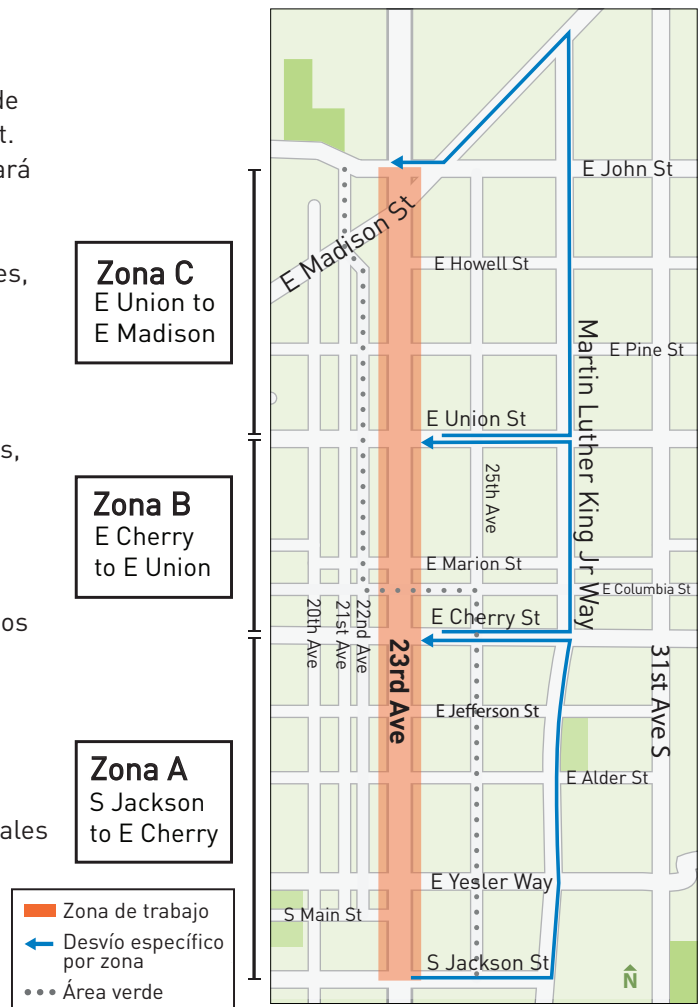 de
t.
ará
es,
s,
os
ales
Zona C
E Union to
E Madison
Zona B
E Cherry
to E Union
Zona A
S Jackson
to E Cherry
Zona de trabajo
Desvío específico
por zona
Área verde
E John St
E Madison St
E Howell St
E Pine St
Martin Luther King Jr Way
E Union St
25th Ave
E Marion St
E Columbia St
E Cherry St
20th Ave
21st Ave
22nd Ave
23rd Ave
31st Ave S
E Jefferson St
E Alder St
E Yesler Way
S Main St
S Jackson St
N